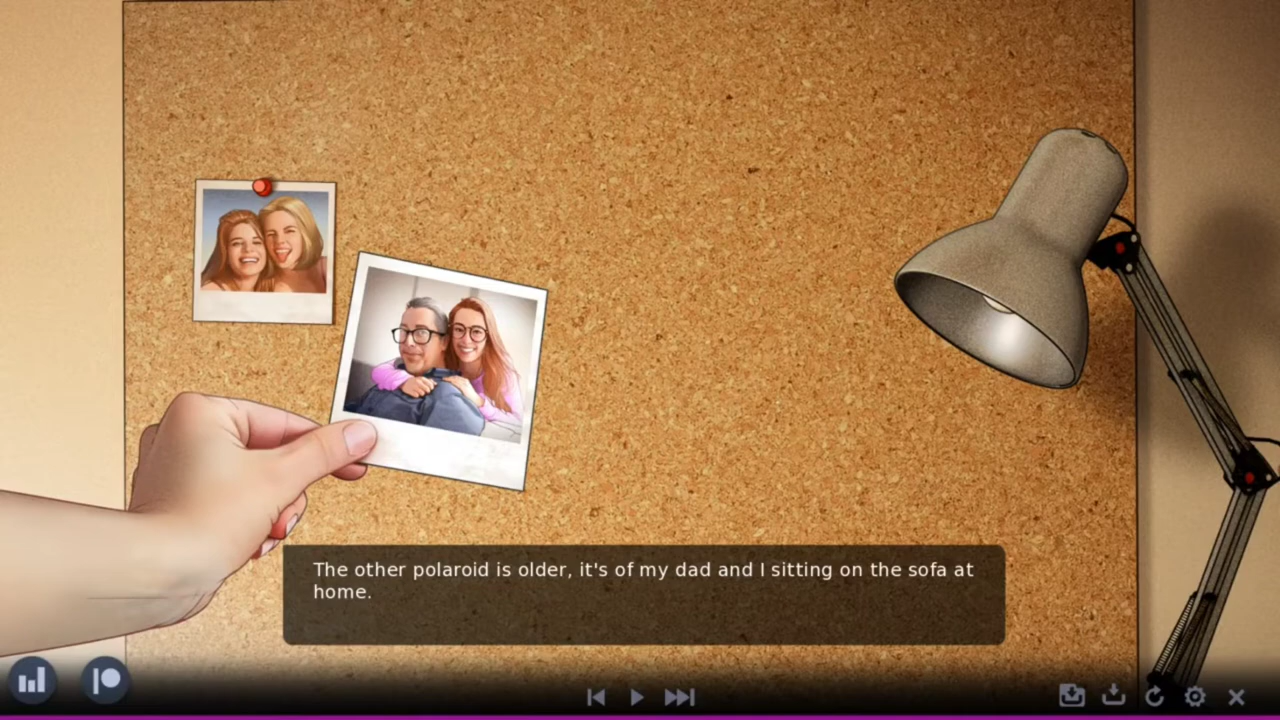 The other polaroid is older, it's of my dad and I sitting on the sofa at
home.